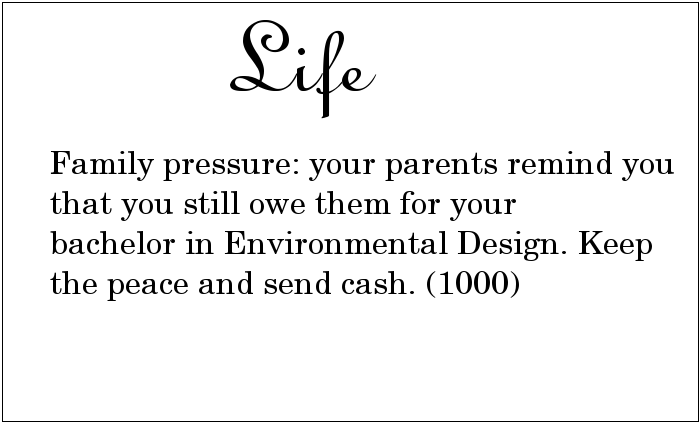 Life
Family pressure: your parents remind you
that you still owe them for your
bachelor in Environmental Design. Keep
the peace and send cash. (1000)